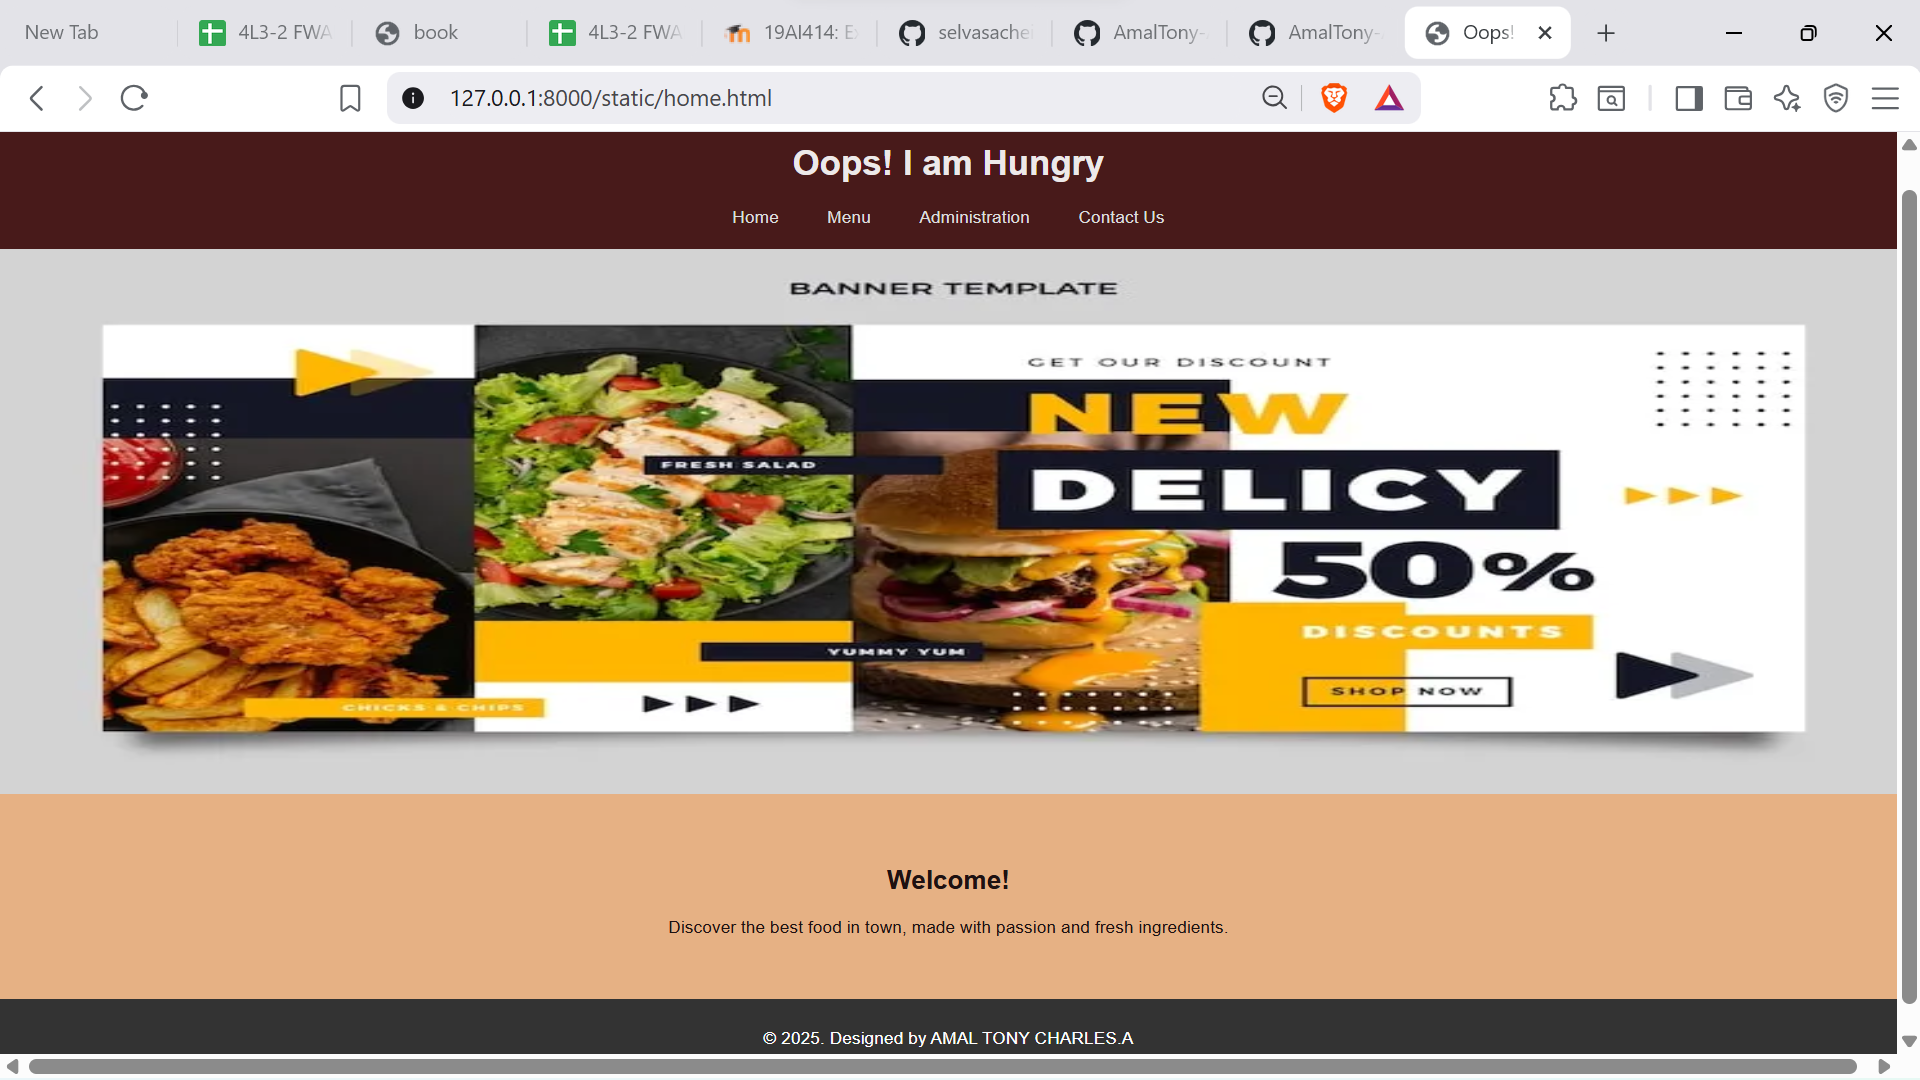 New Tab
4L3-2 FWA
book
4L3-2 FWA
19AI414: E
selvasache
AmalTony-
AmalTony-
Oops!
127.0.0.1:8000/static/home.html
Oops! I am Hungry
Home Menu Administration Contact Us
BANNER TEMPLATE
GET OUR DISCOUNT
NEW
DELICY
50%
DISCOUNTS
SHOP NOW
FRESH SALAD
YUMMY YUM
CHICKS & CHIPS
Welcome!
Discover the best food in town, made with passion and fresh ingredients.
© 2025. Designed by AMAL TONY CHARLES.A